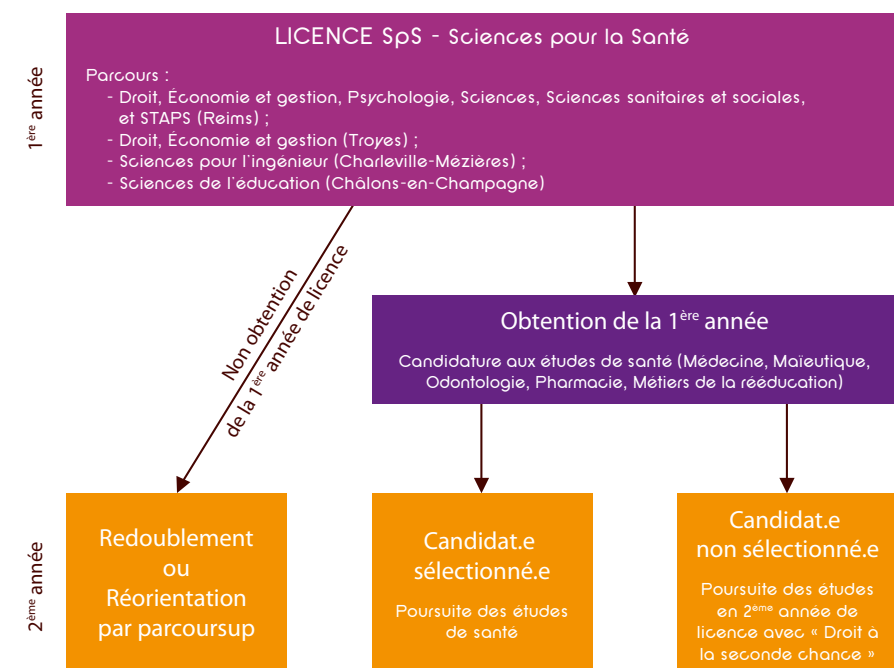 LICENCE SpS - Sciences pour la Santé
1ère année
Parcours :
- Droit, Économie et gestion, Psychologie, Sciences, Sciences sanitaires et sociales,
et STAPS (Reims) ;
- Droit, Économie et gestion (Troyes) ;
- Sciences pour l'ingénieur (Charleville-Mézières) ;
- Sciences de l'éducation (Châlons-en-Champagne)
Non obtention
de la 1ère année de licence
Obtention de la 1ère année
Candidature aux études de santé (Médecine, Maïeutique,
Odontologie, Pharmacie, Métiers de la rééducation)
2ème année
Redoublement
ou
Réorientation
par parcoursup
Candidat.e
sélectionné.e
Poursuite des études
de santé
Candidat.e
non sélectionné.e
Poursuite des études
en 2ème année de
licence avec « Droit à
la seconde chance »